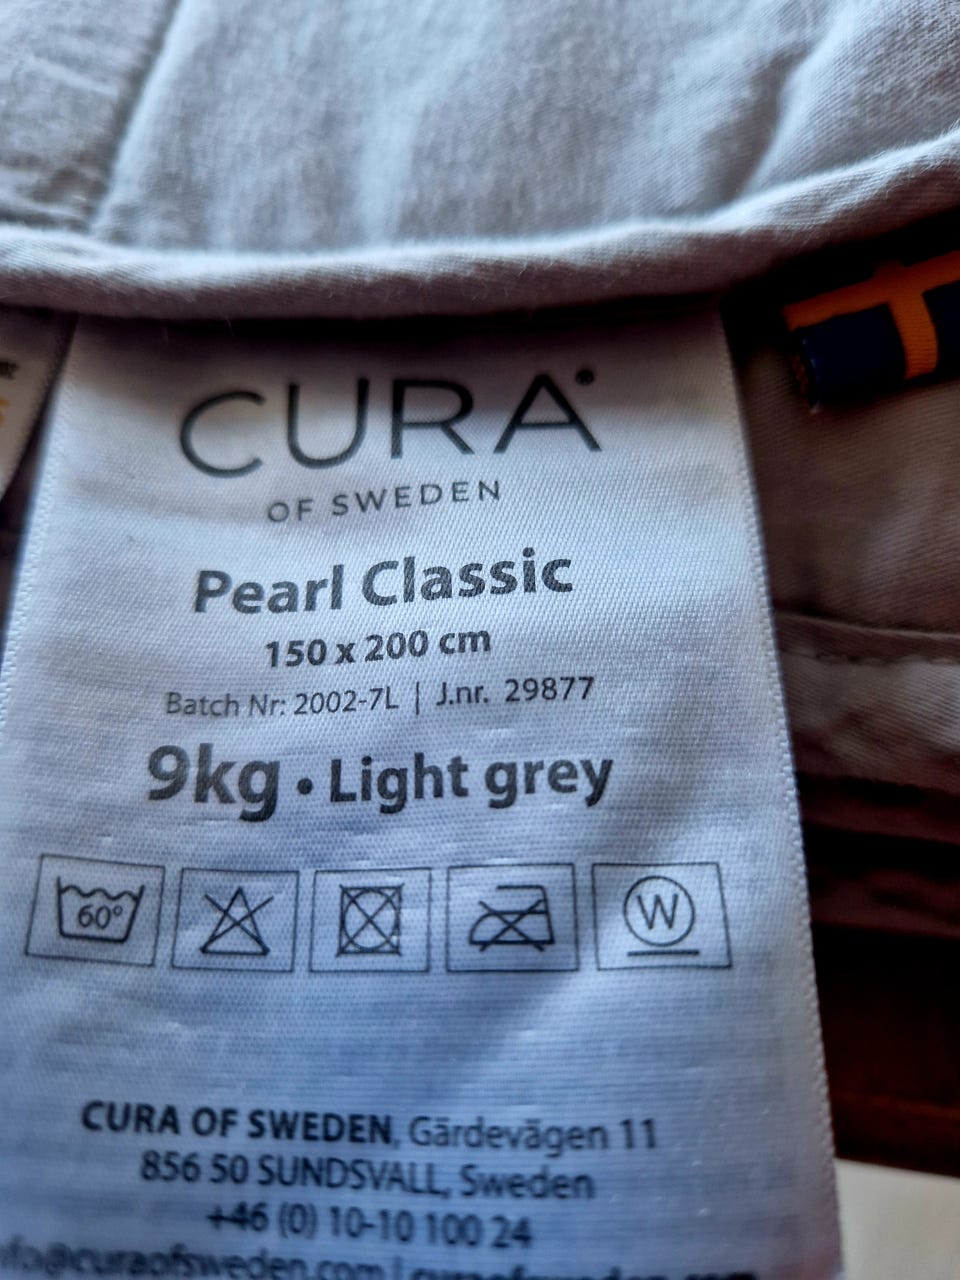 CURA®
OF SWEDEN
Pearl Classic
150 x 200 cm
Batch Nr: 2002-7L | J.nr. 29877
9kg • Light grey
60°
W
CURA OF SWEDEN, Gärdevägen 11
856 50 SUNDSVALL, Sweden
+46 (0) 10-10 100 24